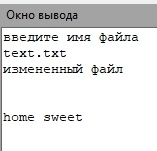 Окно вывода
введите имя файла
text.txt
измененный файл
home sweet